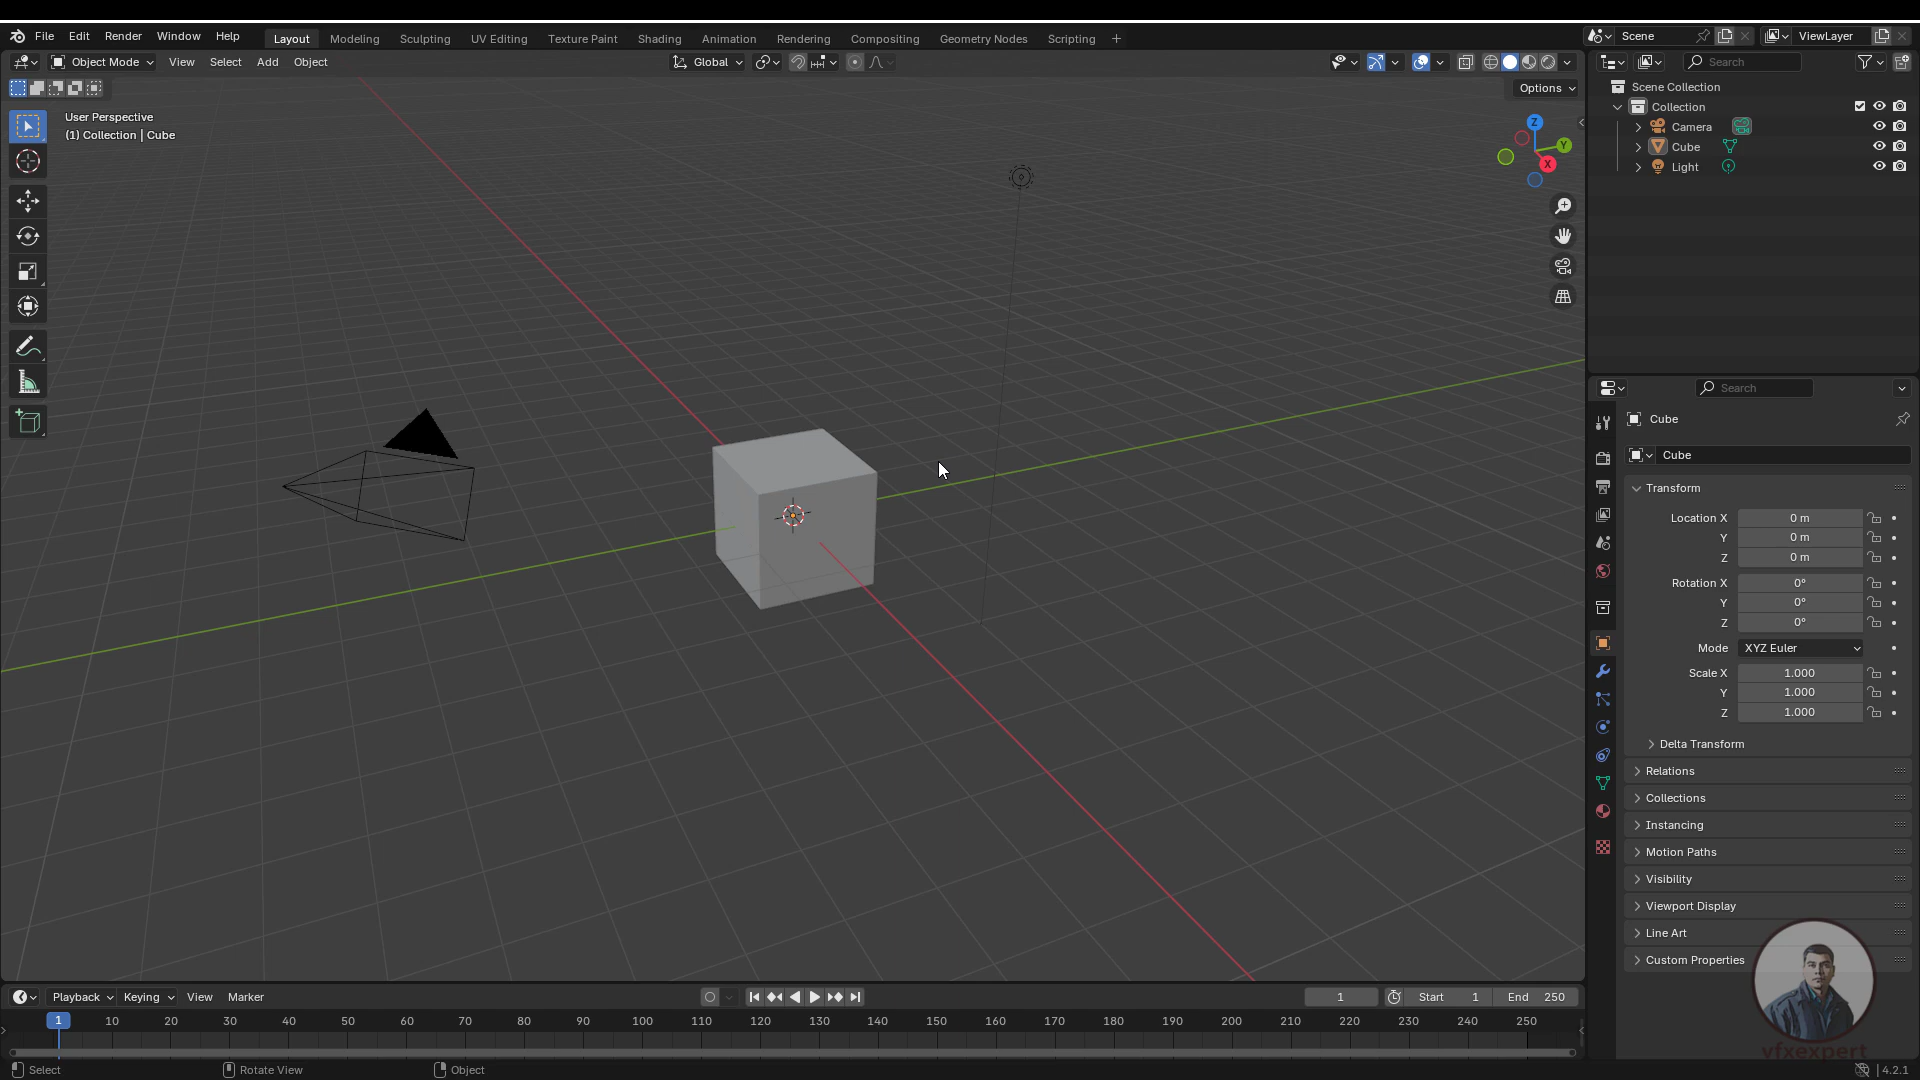 File Edit Render Window Help Layout Modeling Sculpting UV Editing Texture Paint Shading Animation Rendering Compositing Geometry Nodes Scripting + Scene ViewLayer
Object Mode View Select Add Object Global Search
Options
User Perspective
(1) Collection | Cube
Z
Y
X
Scene Collection
Collection
Camera
Cube
Light
Search
Cube
Cube
Transform
Location X 0 m
Y 0 m
Z 0 m
Rotation X 0°
Y 0°
Z 0°
Mode XYZ Euler
Scale X 1.000
Y 1.000
Z 1.000
Delta Transform
Relations
Collections
Instancing
Motion Paths
Visibility
Viewport Display
Line Art
Custom Properties
vfxexpert
Playback Keying View Marker 1 Start 1 End 250
1 10 20 30 40 50 60 70 80 90 100 110 120 130 140 150 160 170 180 190 200 210 220 230 240 250
Select Rotate View Object 4.2.1